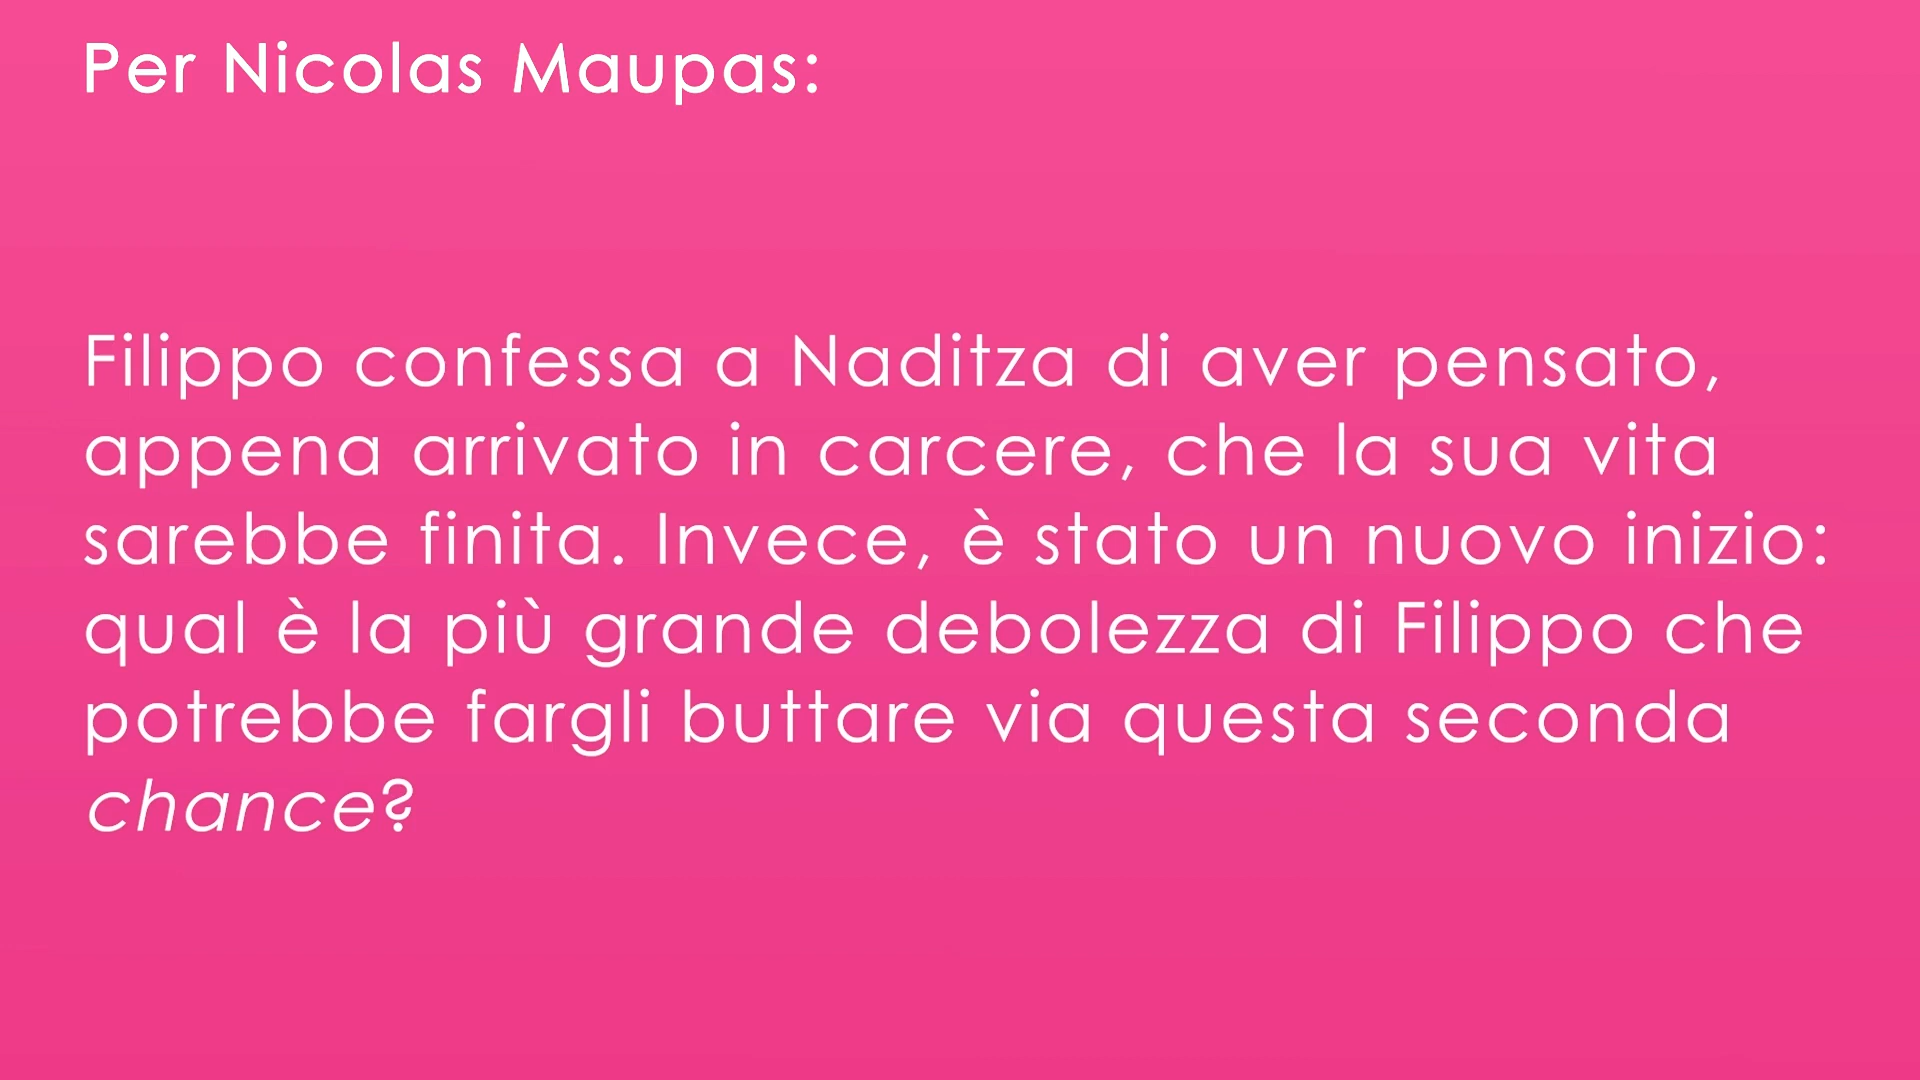 Per Nicolas Maupas:
Filippo confessa a Naditza di aver pensato,
appena arrivato in carcere, che la sua vita
sarebbe finita. Invece, è stato un nuovo inizio:
qual è la più grande debolezza di Filippo che
potrebbe fargli buttare via questa seconda
chance?